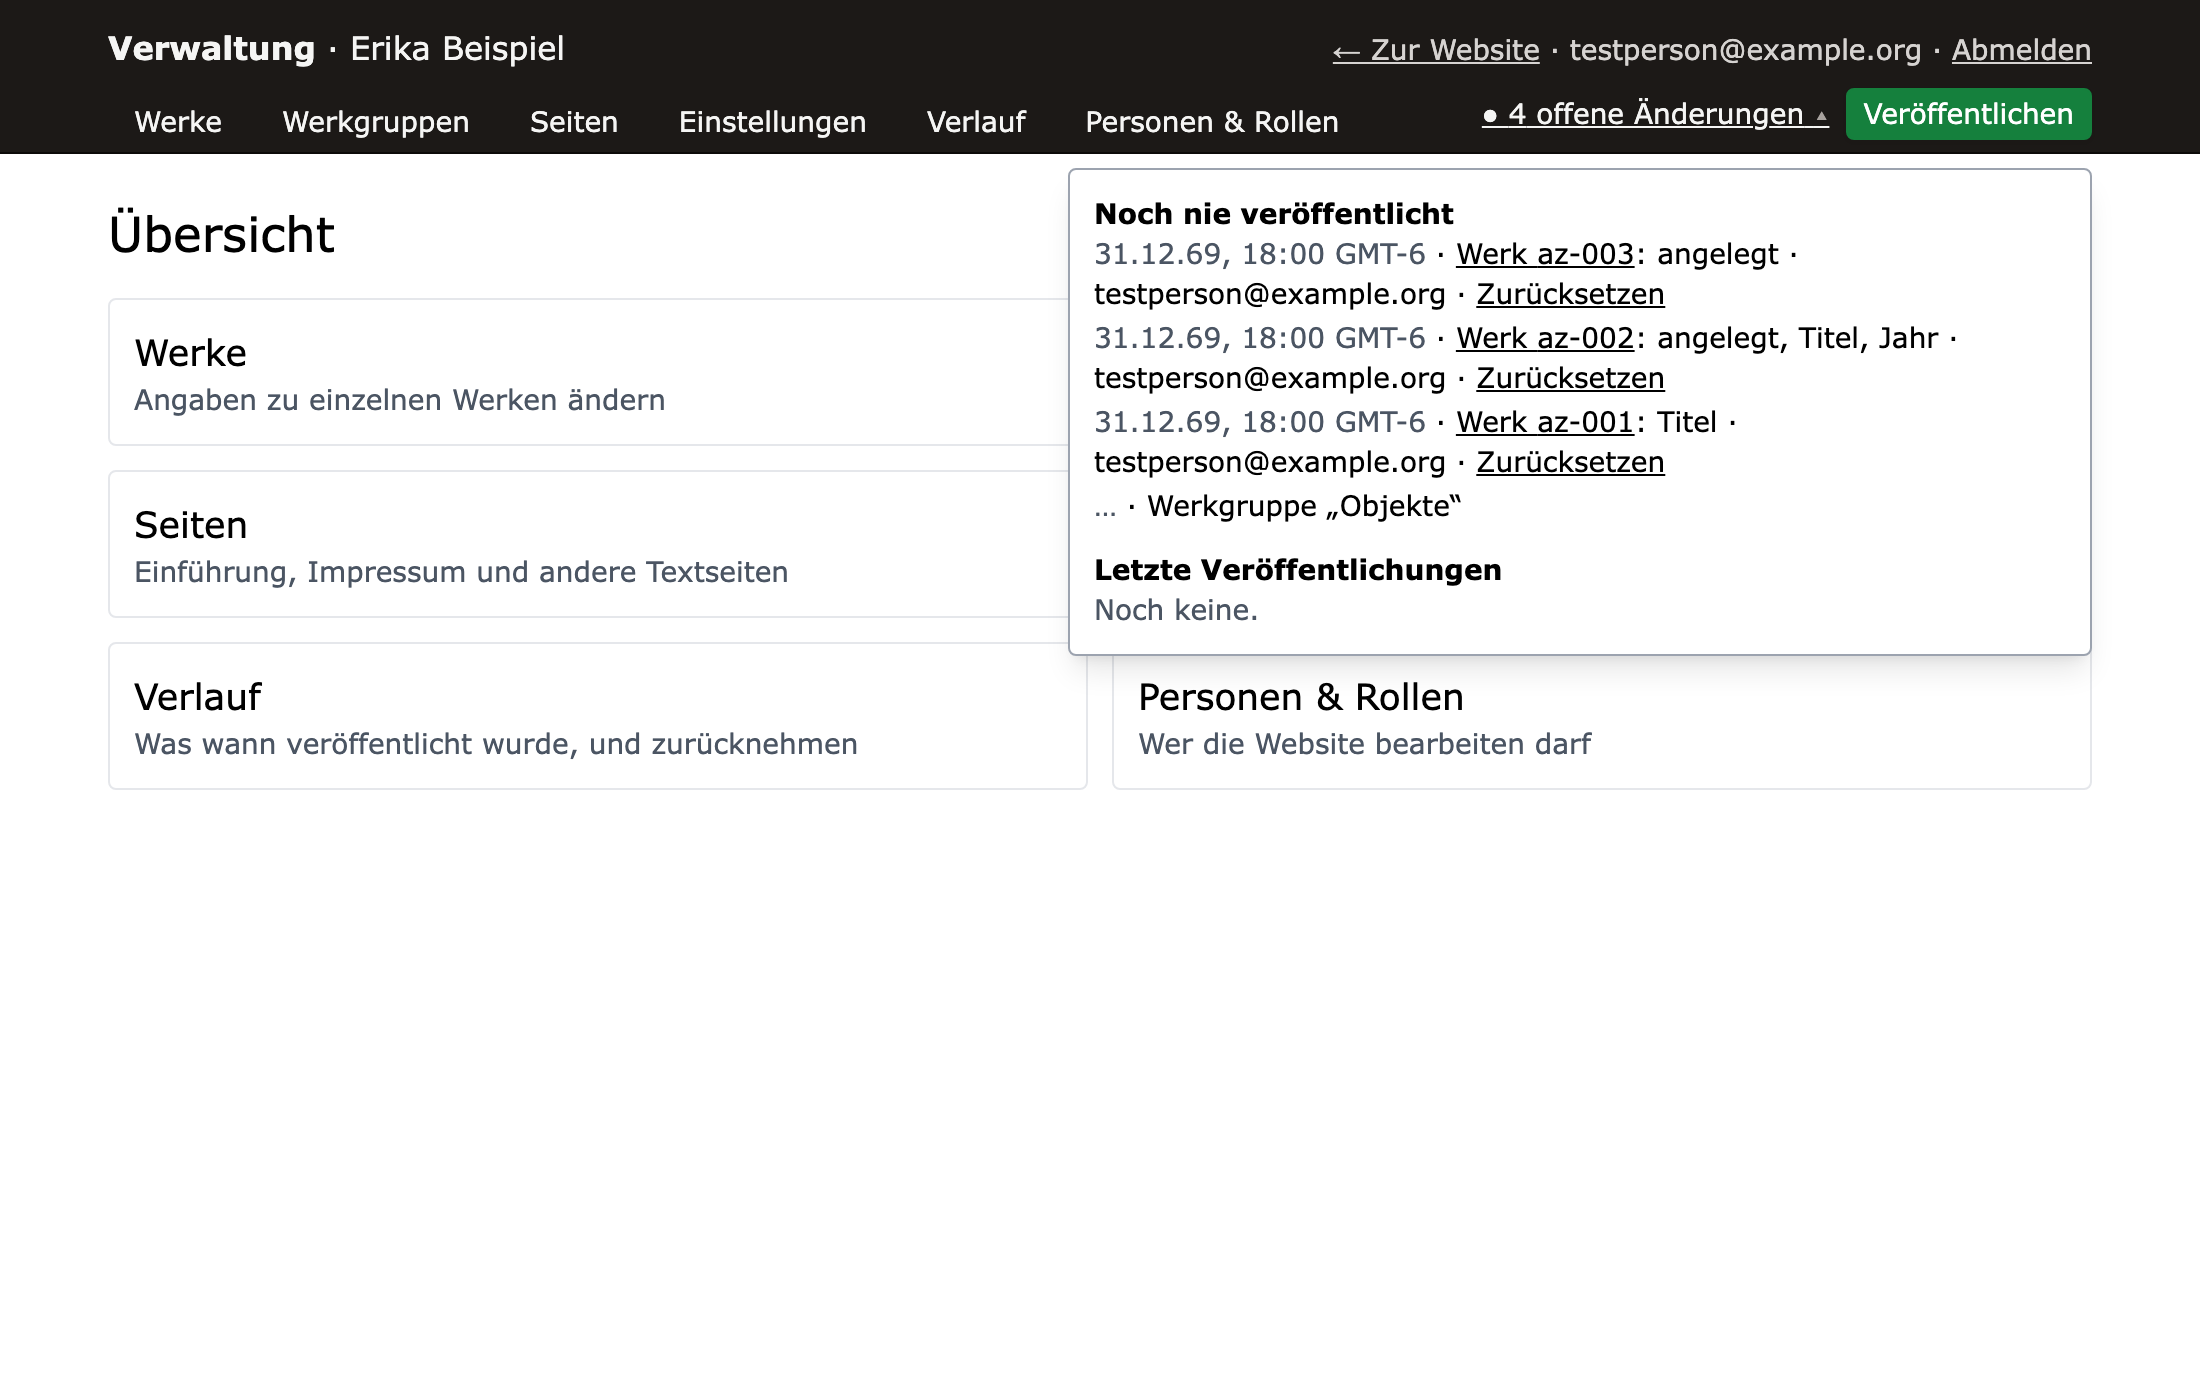 Verwaltung · Erika Beispiel
← Zur Website · testperson@example.org · Abmelden
Werke Werkgruppen Seiten Einstellungen Verlauf Personen & Rollen
● 4 offene Änderungen ▲ Veröffentlichen
Übersicht
Werke
Angaben zu einzelnen Werken ändern
Seiten
Einführung, Impressum und andere Textseiten
Verlauf
Was wann veröffentlicht wurde, und zurücknehmen
Noch nie veröffentlicht
31.12.69, 18:00 GMT-6 · Werk az-003: angelegt ·
testperson@example.org · Zurücksetzen
31.12.69, 18:00 GMT-6 · Werk az-002: angelegt, Titel, Jahr ·
testperson@example.org · Zurücksetzen
31.12.69, 18:00 GMT-6 · Werk az-001: Titel ·
testperson@example.org · Zurücksetzen
… · Werkgruppe „Objekte“
Letzte Veröffentlichungen
Noch keine.
Personen & Rollen
Wer die Website bearbeiten darf